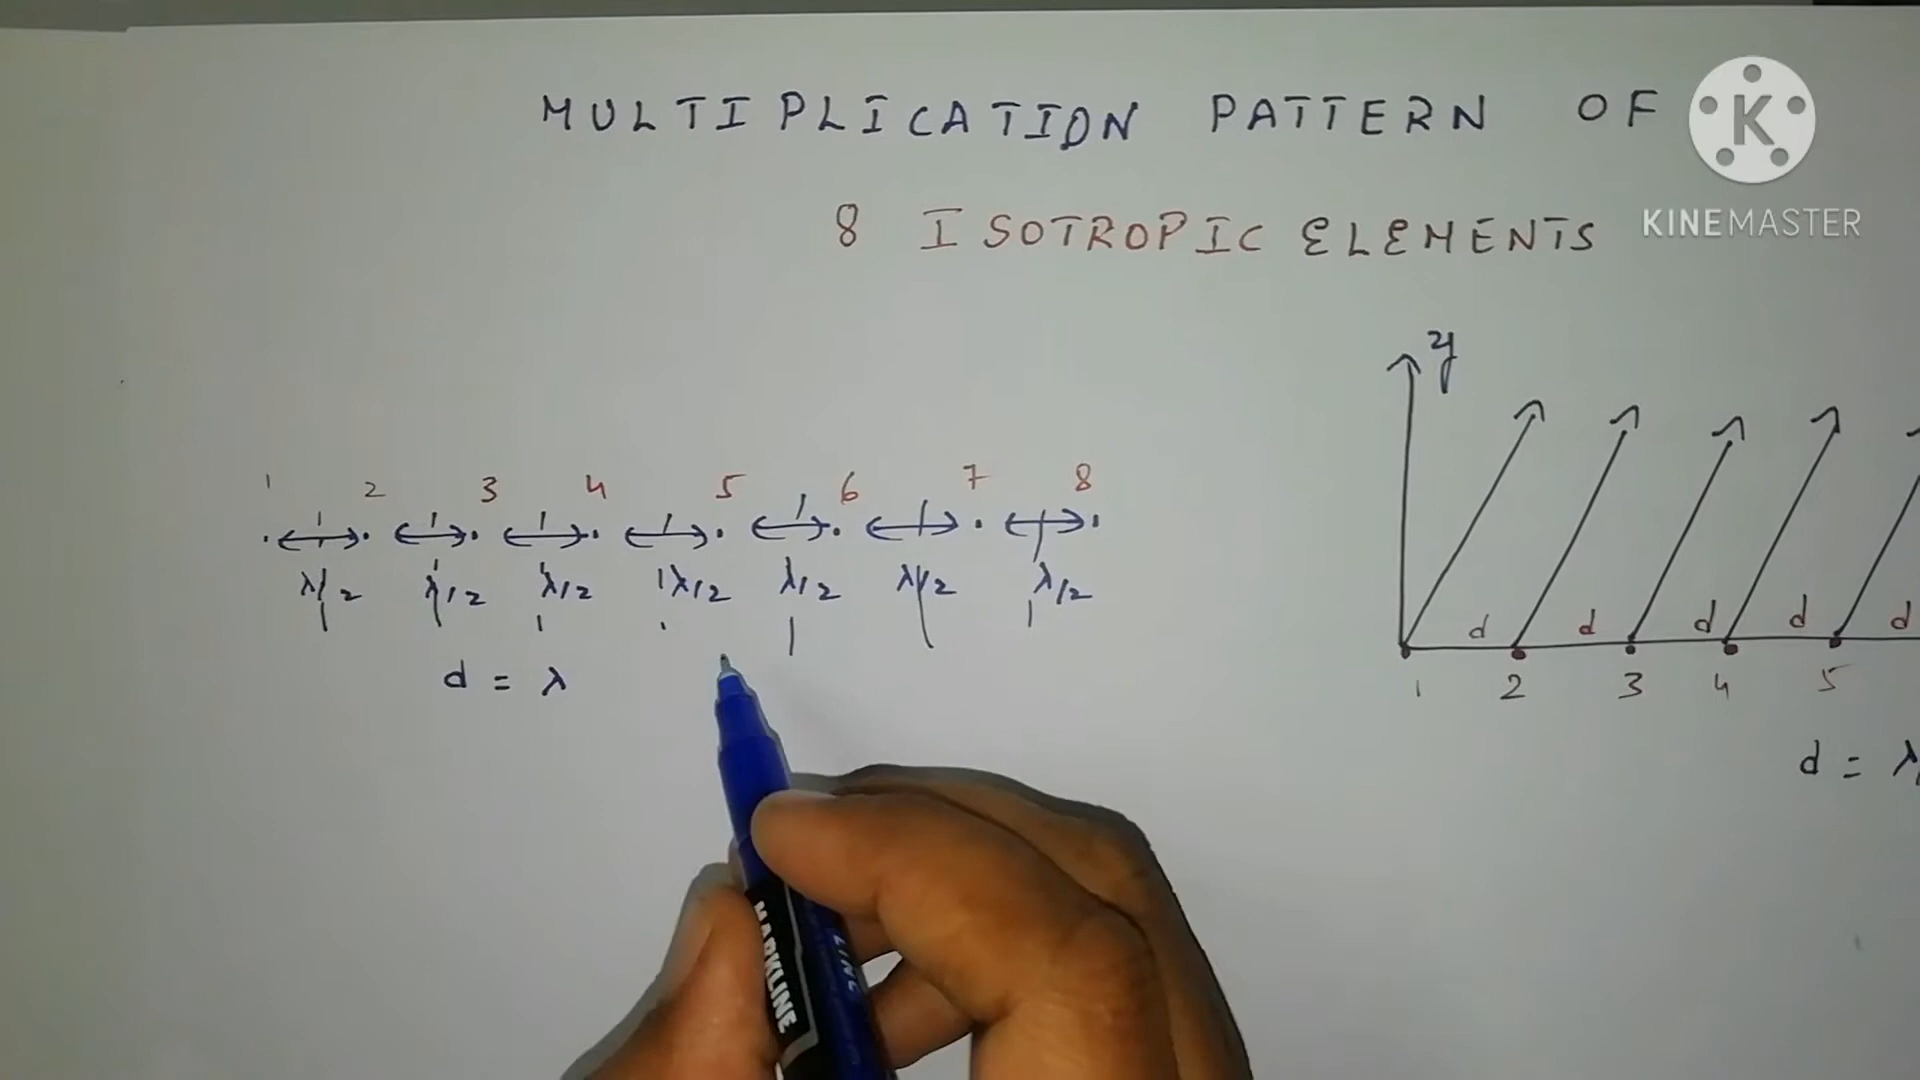 MULTIPLICATION PATTERN OF
8 ISOTROPIC ELEMENTS
K
KINEMASTER
y
1 2 3 4 5 6 7 8
λ/2 λ/2 λ/2 λ/2 λ/2 λ/2 λ/2
d = λ
d d d d d
1 2 3 4 5
d = λ
MARKLINE